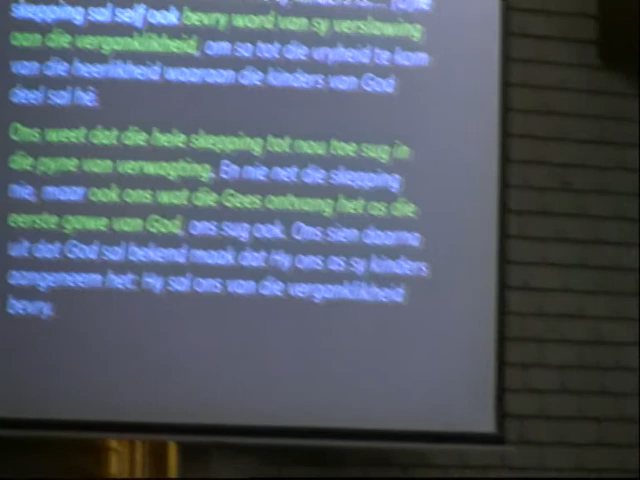 skepping sal self ook bevry word van sy verslawing
aan die verganklikheid, om so tot die vryheid te kom
van die heerlikheid waaraan die kinders van God
deel sal hê.
Ons weet dat die hele skepping tot nou toe sug in
die pyne van verwagting. En nie net die skepping
nie, maar ook ons wat die Gees ontvang het as die
eerste gawe van God, ons sug ook. Ons sien daarna
uit dat God sal bekend maak dat Hy ons as sy kinders
aangeneem het: Hy sal ons van die verganklikheid
bevry.